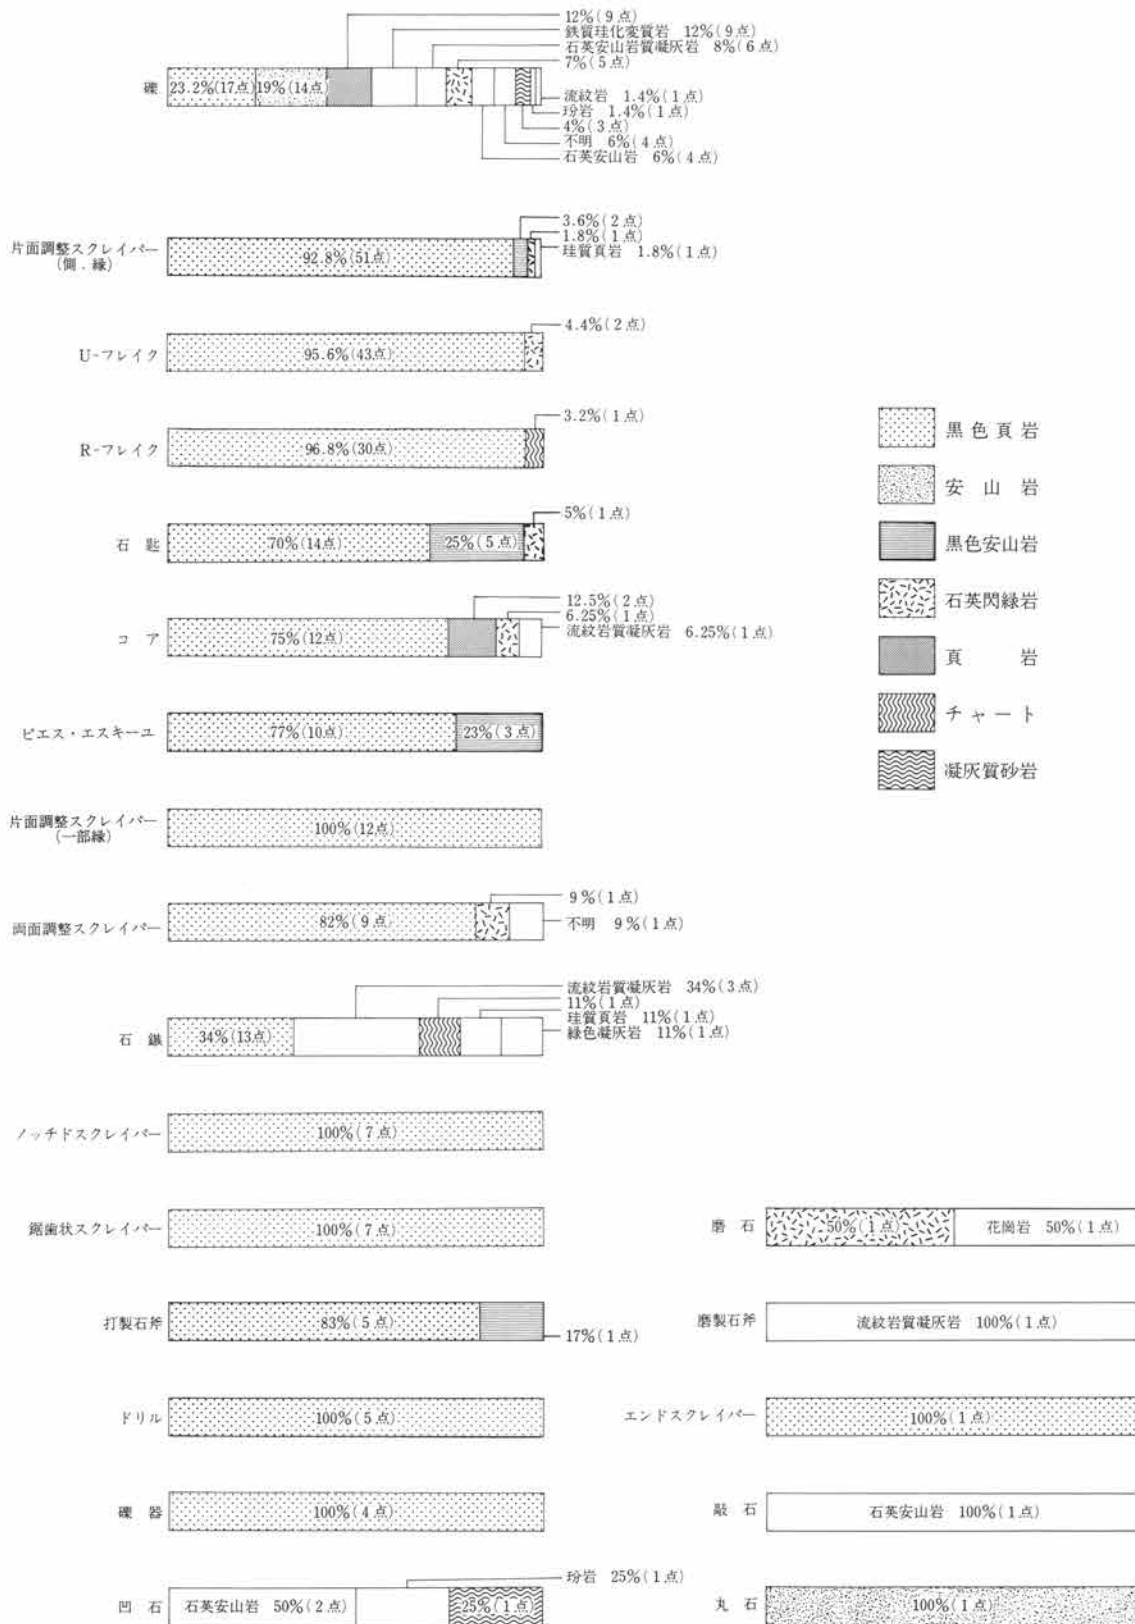 12%(9点)
鉄質珪化変質岩 12%(9点)
石英安山岩質凝灰岩 8%(6点)
7%(5点)
礫
23.2%(17点)
19%(14点)
流紋岩 1.4%(1点)
玢岩 1.4%(1点)
4%(3点)
不明 6%(4点)
石英安山岩 6%(4点)
片面調整スクレイパー
(側.縁)
92.8%(51点)
3.6%(2点)
1.8%(1点)
珪質頁岩 1.8%(1点)
U-フレイク
95.6%(43点)
4.4%(2点)
R-フレイク
96.8%(30点)
3.2%(1点)
石匙
70%(14点)
25%(5点)
5%(1点)
コア
75%(12点)
12.5%(2点)
6.25%(1点)
流紋岩質凝灰岩 6.25%(1点)
ピエス・エスキーユ
77%(10点)
23%(3点)
片面調整スクレイパー
(一部縁)
100%(12点)
両面調整スクレイパー
82%(9点)
9%(1点)
不明 9%(1点)
石鏃
34%(13点)
流紋岩質凝灰岩 34%(3点)
11%(1点)
珪質頁岩 11%(1点)
緑色凝灰岩 11%(1点)
ノッチドスクレイパー
100%(7点)
鋸歯状スクレイパー
100%(7点)
打製石斧
83%(5点)
17%(1点)
ドリル
100%(5点)
礫器
100%(4点)
凹石
石英安山岩 50%(2点)
玢岩 25%(1点)
25%(1点)
黒色頁岩
安山岩
黒色安山岩
石英閃緑岩
頁岩
チャート
凝灰質砂岩
磨石
50%(1点)
花崗岩 50%(1点)
磨製石斧
流紋岩質凝灰岩 100%(1点)
エンドスクレイパー
100%(1点)
敲石
石英安山岩 100%(1点)
丸石
100%(1点)